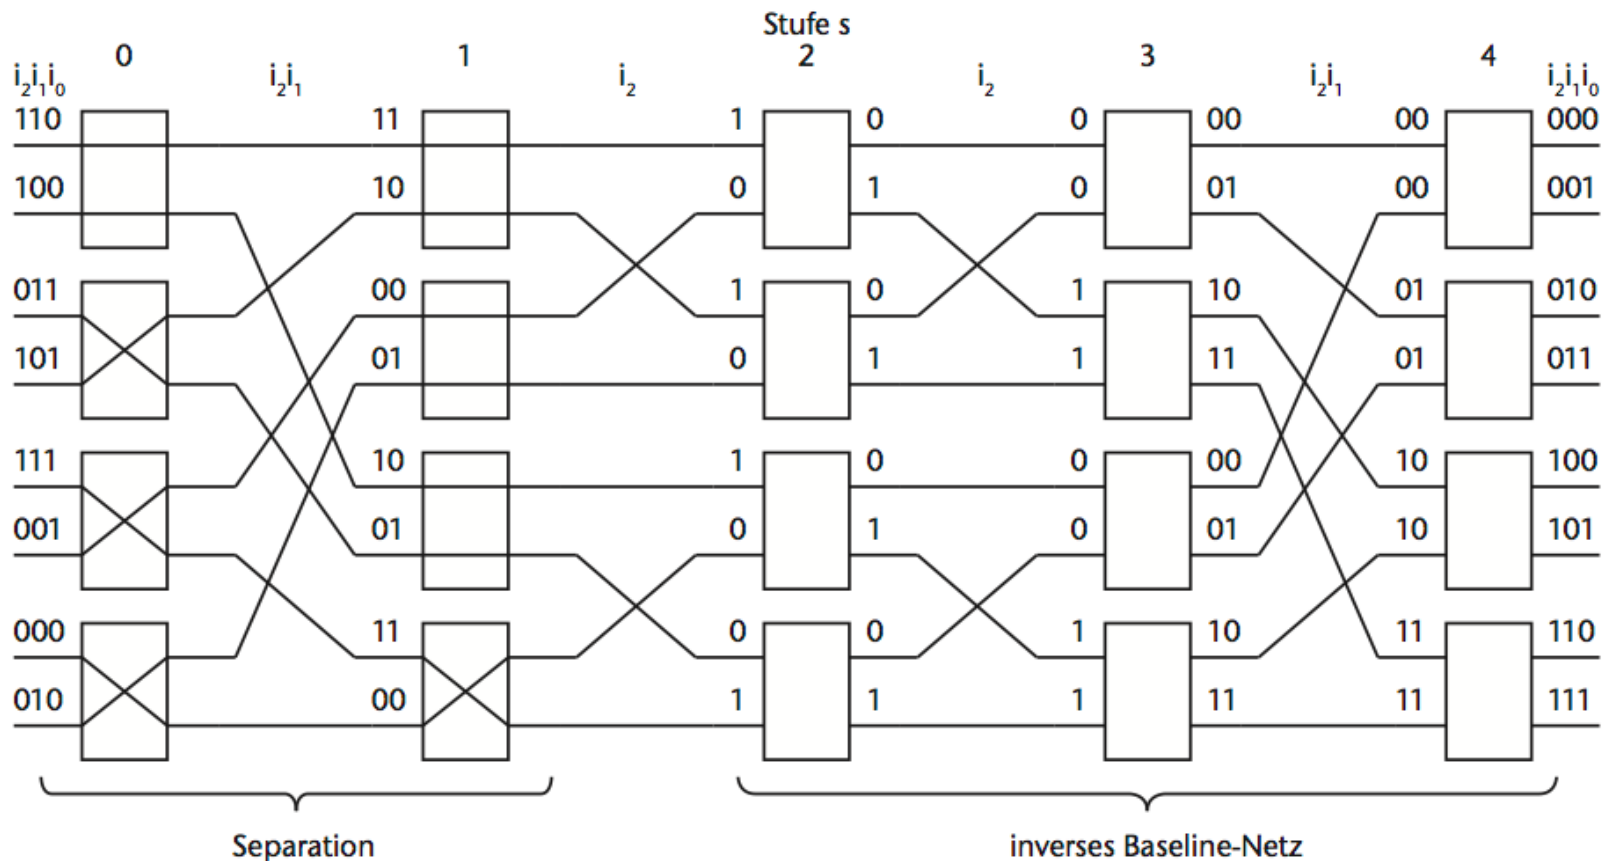 Stufe s
0 1 2 3 4
i₂i₁i₀ i₂i₁ i₂ i₂ i₂i₁ i₂i₁i₀
110 11 1 0 0 00 00 000
100 10 0 1 0 01 00 001
011 00 1 0 1 10 01 010
101 01 0 1 1 11 01 011
111 10 1 0 0 00 10 100
001 01 0 1 0 01 10 101
000 11 0 0 1 10 11 110
010 00 1 1 1 11 11 111
Separation inverses Baseline-Netz